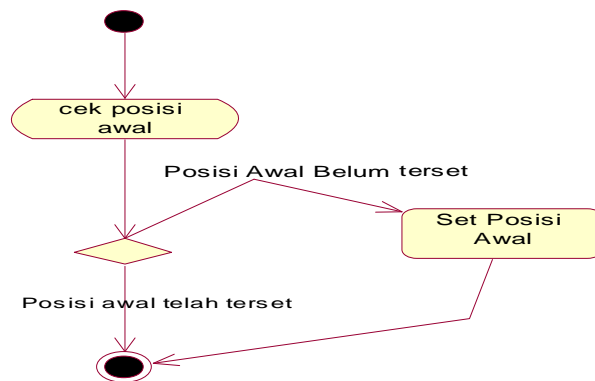 cek posisi
awal
Posisi Awal Belum terset
Set Posisi
Awal
Posisi awal telah terset